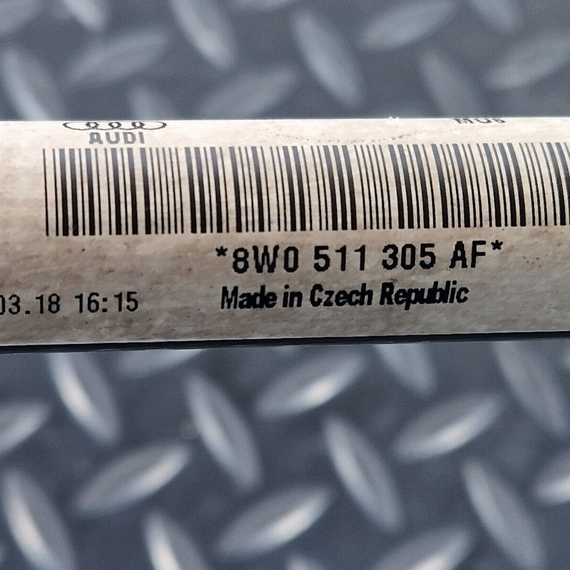 AUDI
*8W0 511 305 AF*
03.18 16:15
Made in Czech Republic